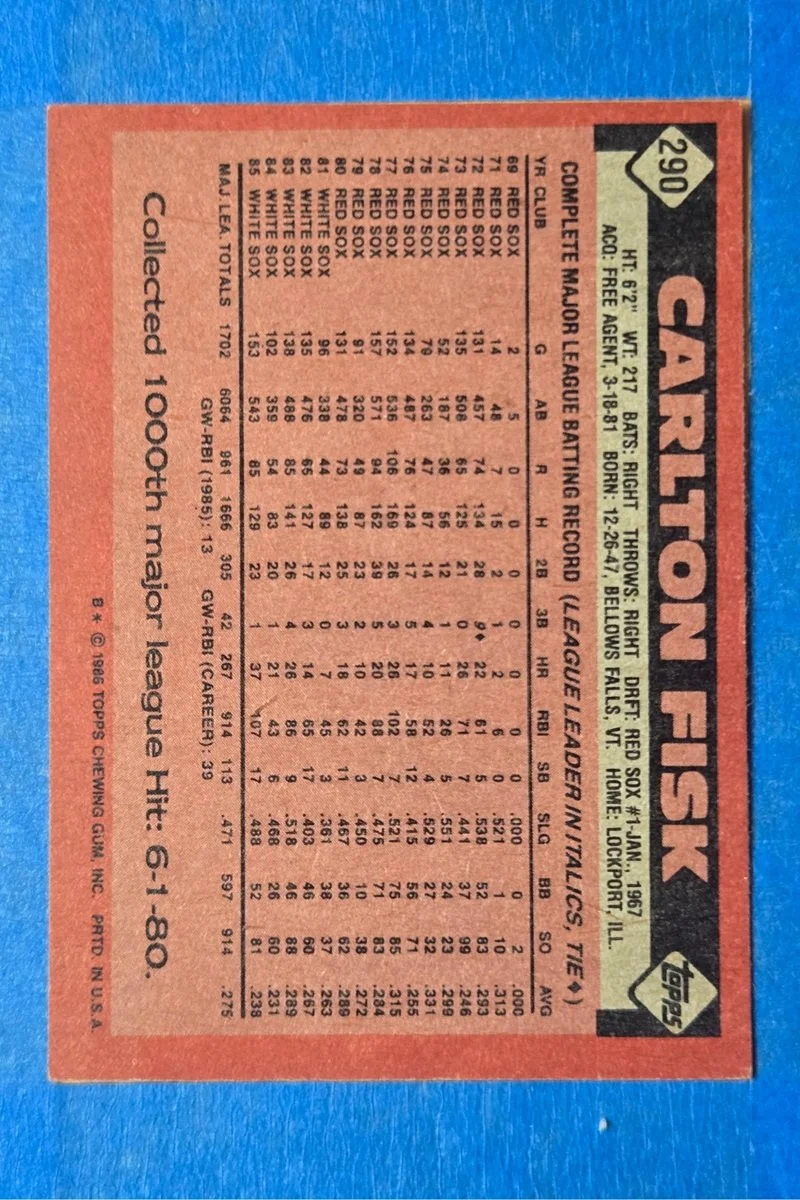 290
CARLTON FISK
topps
HT: 6'2" WT: 217 BATS: RIGHT THROWS: RIGHT DRFT: RED SOX #1-JAN., 1967
ACQ: FREE AGENT, 3-18-81 BORN: 12-26-47, BELLOWS FALLS, VT. HOME: LOCKPORT, ILL.
COMPLETE MAJOR LEAGUE BATTING RECORD (LEAGUE LEADER IN ITALICS, TIE♦)
YR CLUB G AB R H 2B 3B HR RBI SB SLG BB SO AVG
69 RED SOX 2 5 0 0 0 0 0 0 0 .000 0 2 .000
71 RED SOX 14 48 7 15 2 1 2 6 0 .521 1 10 .313
72 RED SOX 131 457 74 134 28 9♦ 22 61 5 .538 52 83 .293
73 RED SOX 135 508 65 125 21 0 26 71 7 .441 37 99 .246
74 RED SOX 52 187 36 56 12 1 11 26 5 .551 24 23 .299
75 RED SOX 79 263 47 87 14 4 10 52 4 .529 27 32 .331
76 RED SOX 134 487 76 124 17 5 17 58 12 .415 56 71 .255
77 RED SOX 152 536 106 169 26 3 26 102 7 .521 75 85 .315
78 RED SOX 157 571 94 162 39 5 20 88 7 .475 71 83 .284
79 RED SOX 91 320 49 87 23 2 10 42 3 .450 10 38 .272
80 RED SOX 131 478 73 138 25 3 18 62 11 .467 36 62 .289
81 WHITE SOX 96 338 44 89 12 0 7 45 3 .361 38 37 .263
82 WHITE SOX 135 476 66 127 17 3 14 65 17 .403 46 60 .267
83 WHITE SOX 138 488 85 141 26 4 26 86 9 .518 46 88 .289
84 WHITE SOX 102 359 54 83 20 1 21 43 6 .468 26 60 .231
85 WHITE SOX 153 543 85 129 23 1 37 107 17 .488 52 81 .238
MAJ. LEA. TOTALS 1702 6064 961 1666 305 42 267 914 113 .471 597 914 .275
GW-RBI (1985): 13 GW-RBI (CAREER): 39
Collected 1000th major league Hit: 6-1-80.
B* © 1986 TOPPS CHEWING GUM, INC. PRTD. IN U.S.A.